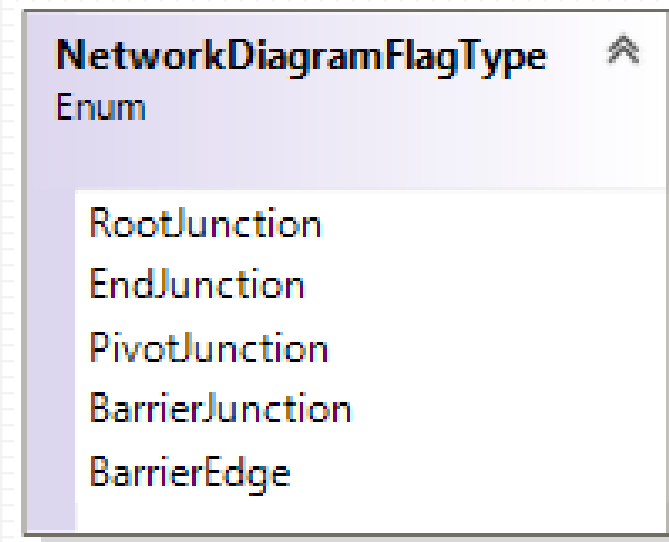 NetworkDiagramFlagType
Enum
RootJunction
EndJunction
PivotJunction
BarrierJunction
BarrierEdge